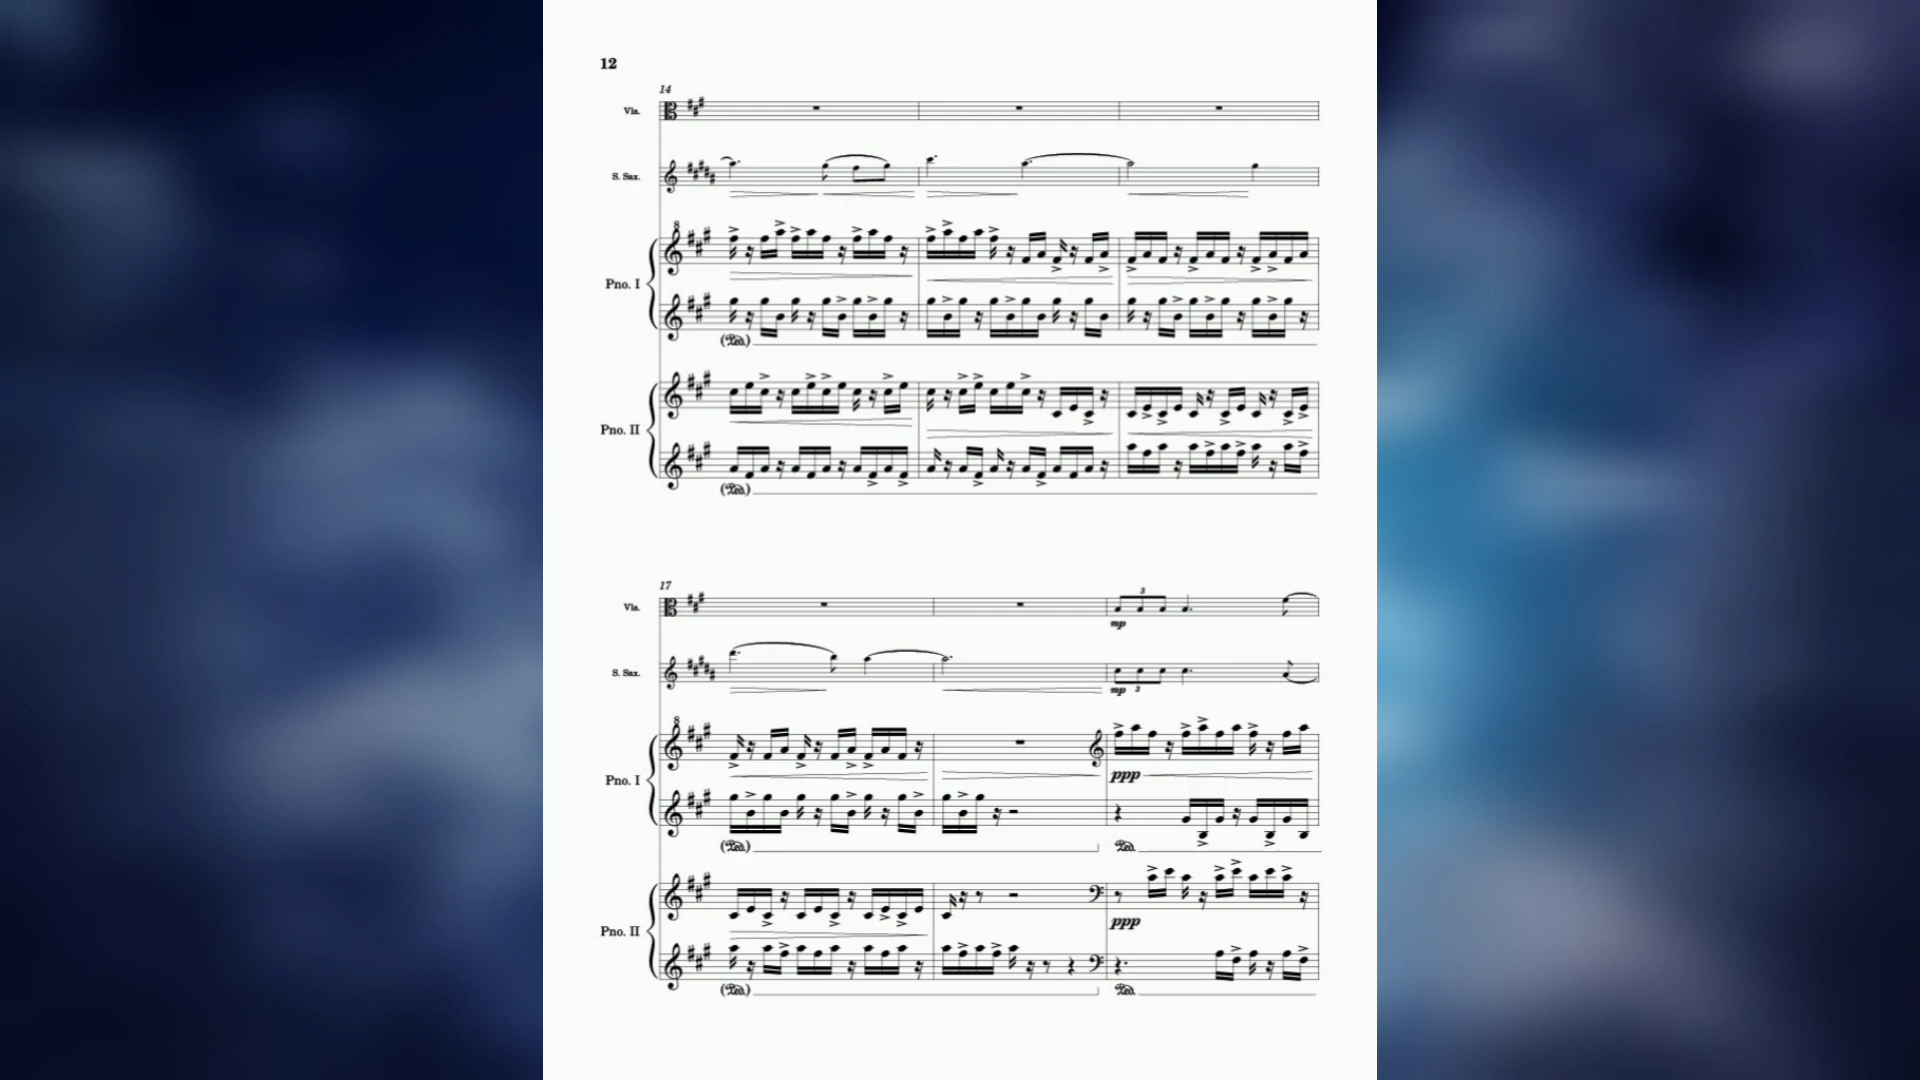 12
14
Vla.
S. Sax.
8
Pno. I
(Ped.)
Pno. II
(Ped.)
17
3
Vla.
mp
S. Sax.
mp 3
8
Pno. I
ppp
(Ped.) Ped.
Pno. II
ppp
(Ped.) Ped.